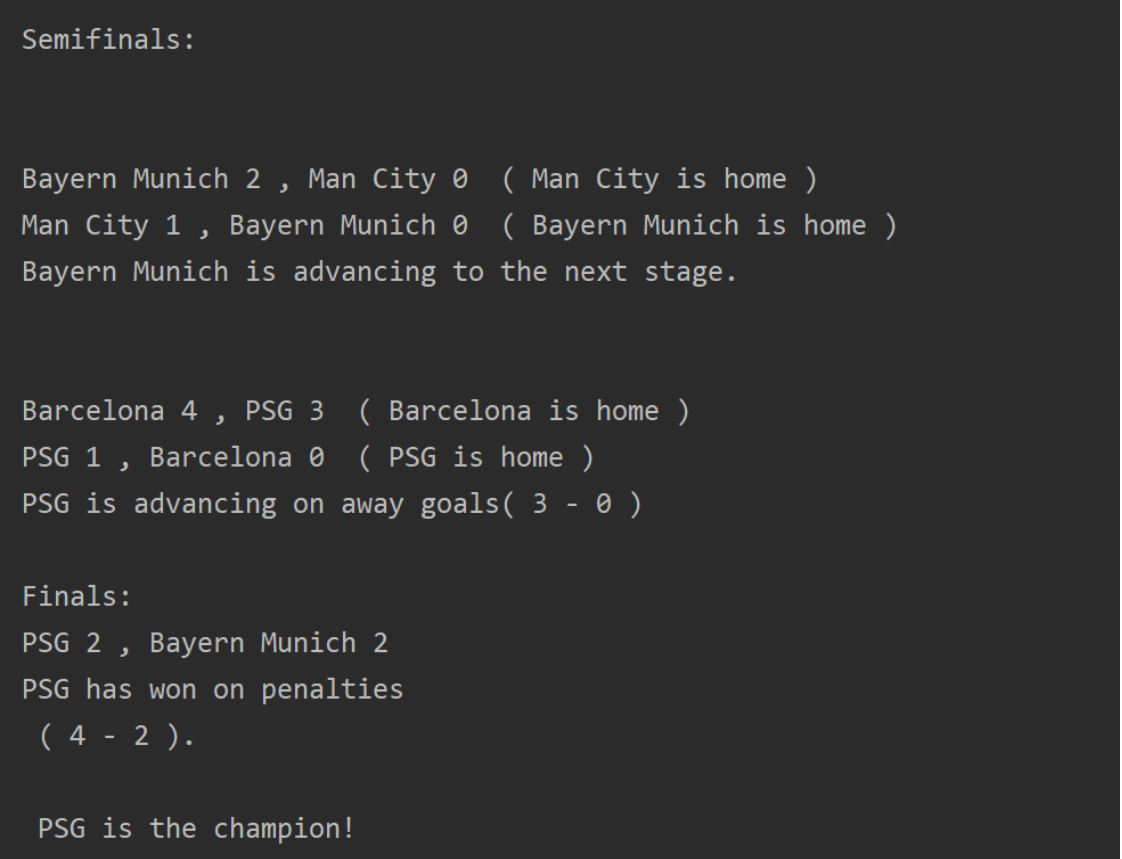 Semifinals:
Bayern Munich 2 , Man City 0  ( Man City is home )
Man City 1 , Bayern Munich 0  ( Bayern Munich is home )
Bayern Munich is advancing to the next stage.
Barcelona 4 , PSG 3  ( Barcelona is home )
PSG 1 , Barcelona 0  ( PSG is home )
PSG is advancing on away goals( 3 - 0 )
Finals:
PSG 2 , Bayern Munich 2
PSG has won on penalties
( 4 - 2 ).
PSG is the champion!